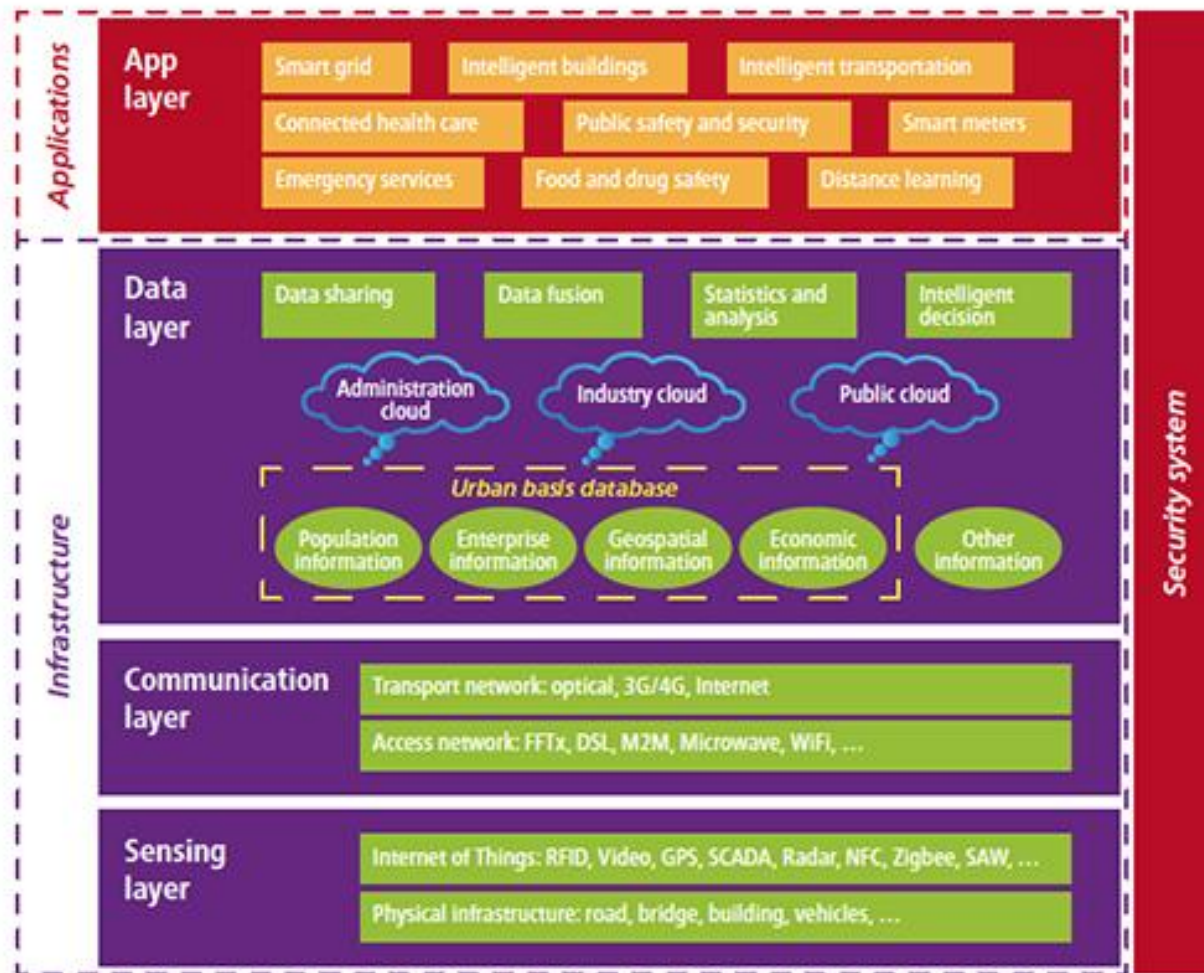 Applications
App
layer
Smart grid
Intelligent buildings
Intelligent transportation
Connected health care
Public safety and security
Smart meters
Emergency services
Food and drug safety
Distance learning
Infrastructure
Data
layer
Data sharing
Data fusion
Statistics and
analysis
Intelligent
decision
Administration
cloud
Industry cloud
Public cloud
Urban basis database
Population
information
Enterprise
information
Geospatial
information
Economic
information
Other
information
Communication
layer
Transport network: optical, 3G/4G, Internet
Access network: FFTx, DSL, M2M, Microwave, WiFi, ...
Sensing
layer
Internet of Things: RFID, Video, GPS, SCADA, Radar, NFC, Zigbee, SAW, ...
Physical infrastructure: road, bridge, building, vehicles, ...
Security system